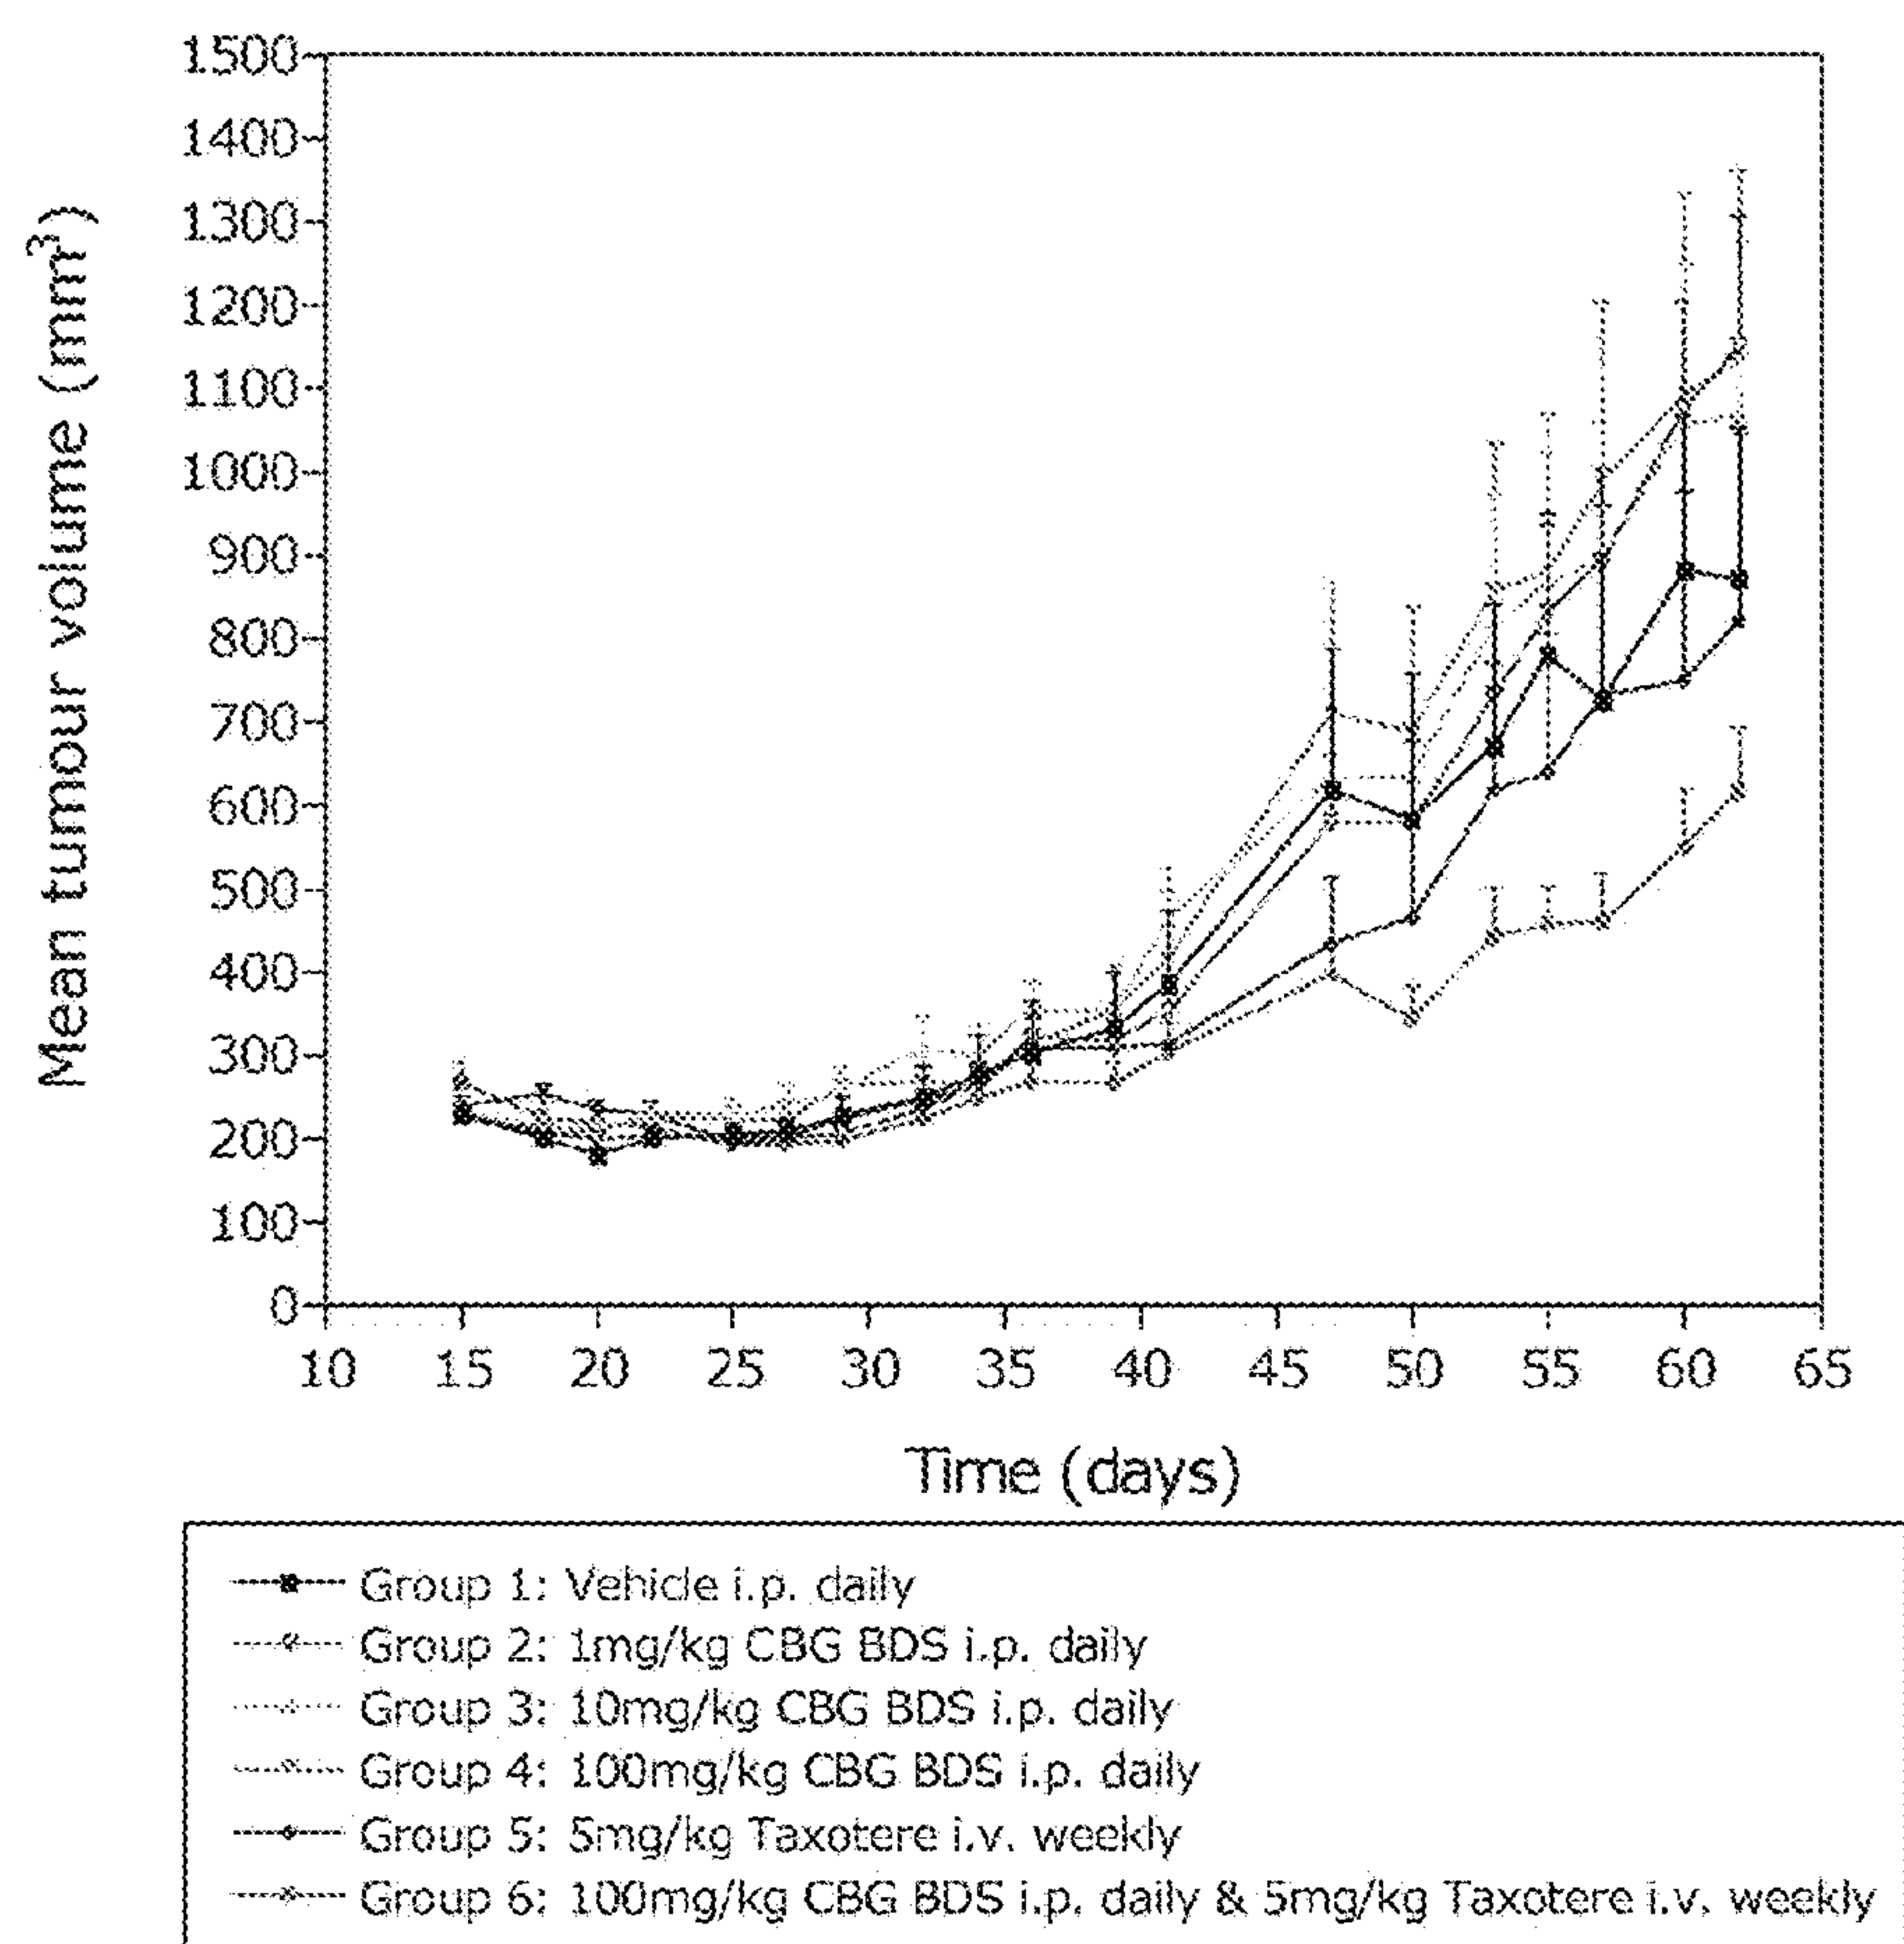 Mean tumour volume (mm³)
1500
1400
1300
1200
1100
1000
900
800
700
600
500
400
300
200
100
0
10 15 20 25 30 35 40 45 50 55 60 65
Time (days)
Group 1: Vehicle i.p. daily
Group 2: 1mg/kg CBG BDS i.p. daily
Group 3: 10mg/kg CBG BDS i.p. daily
Group 4: 100mg/kg CBG BDS i.p. daily
Group 5: 5mg/kg Taxotere i.v. weekly
Group 6: 100mg/kg CBG BDS i.p. daily & 5mg/kg Taxotere i.v. weekly